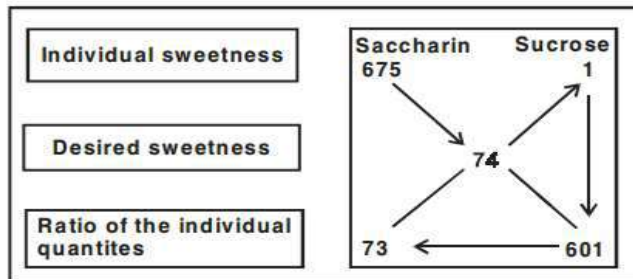 Individual sweetness
Desired sweetness
Ratio of the individual
quantites
Saccharin Sucrose
675 1
74
73 601